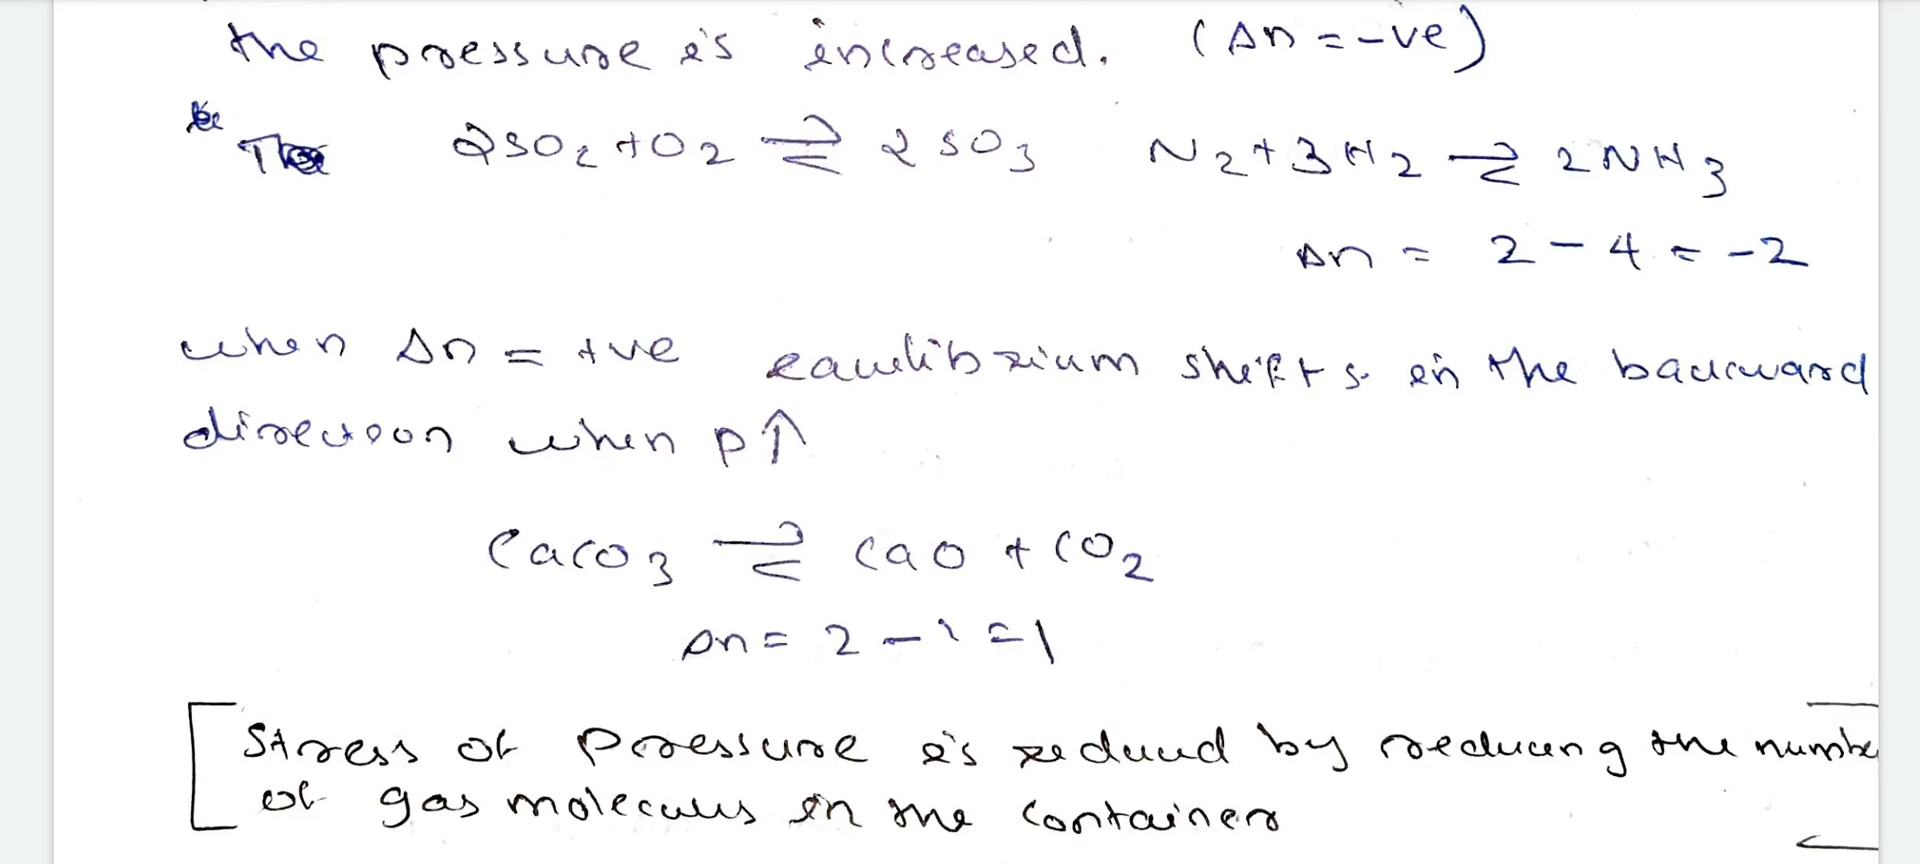 the pressure is increased. (Δn = -ve)
The 2SO2 + O2 ⇌ 2SO3 N2 + 3H2 ⇌ 2NH3
Δn = 2 - 4 = -2
when Δn = +ve equilibrium shifts in the backward
direction when P↑
CaCO3 ⇌ CaO + CO2
Δn = 2 - 1 = 1
[Stress of Pressure is reduced by reducing the numbe
of gas molecules in the container]